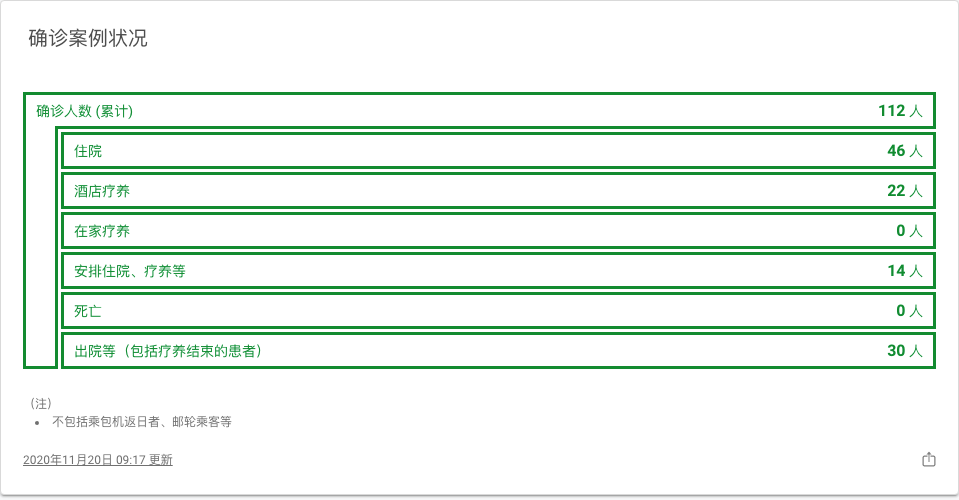 确诊案例状况
确诊人数 (累计) 112 人
住院 46 人
酒店疗养 22 人
在家疗养 0 人
安排住院、疗养等 14 人
死亡 0 人
出院等（包括疗养结束的患者） 30 人
（注）
• 不包括乘包机返日者、邮轮乘客等
2020年11月20日 09:17 更新